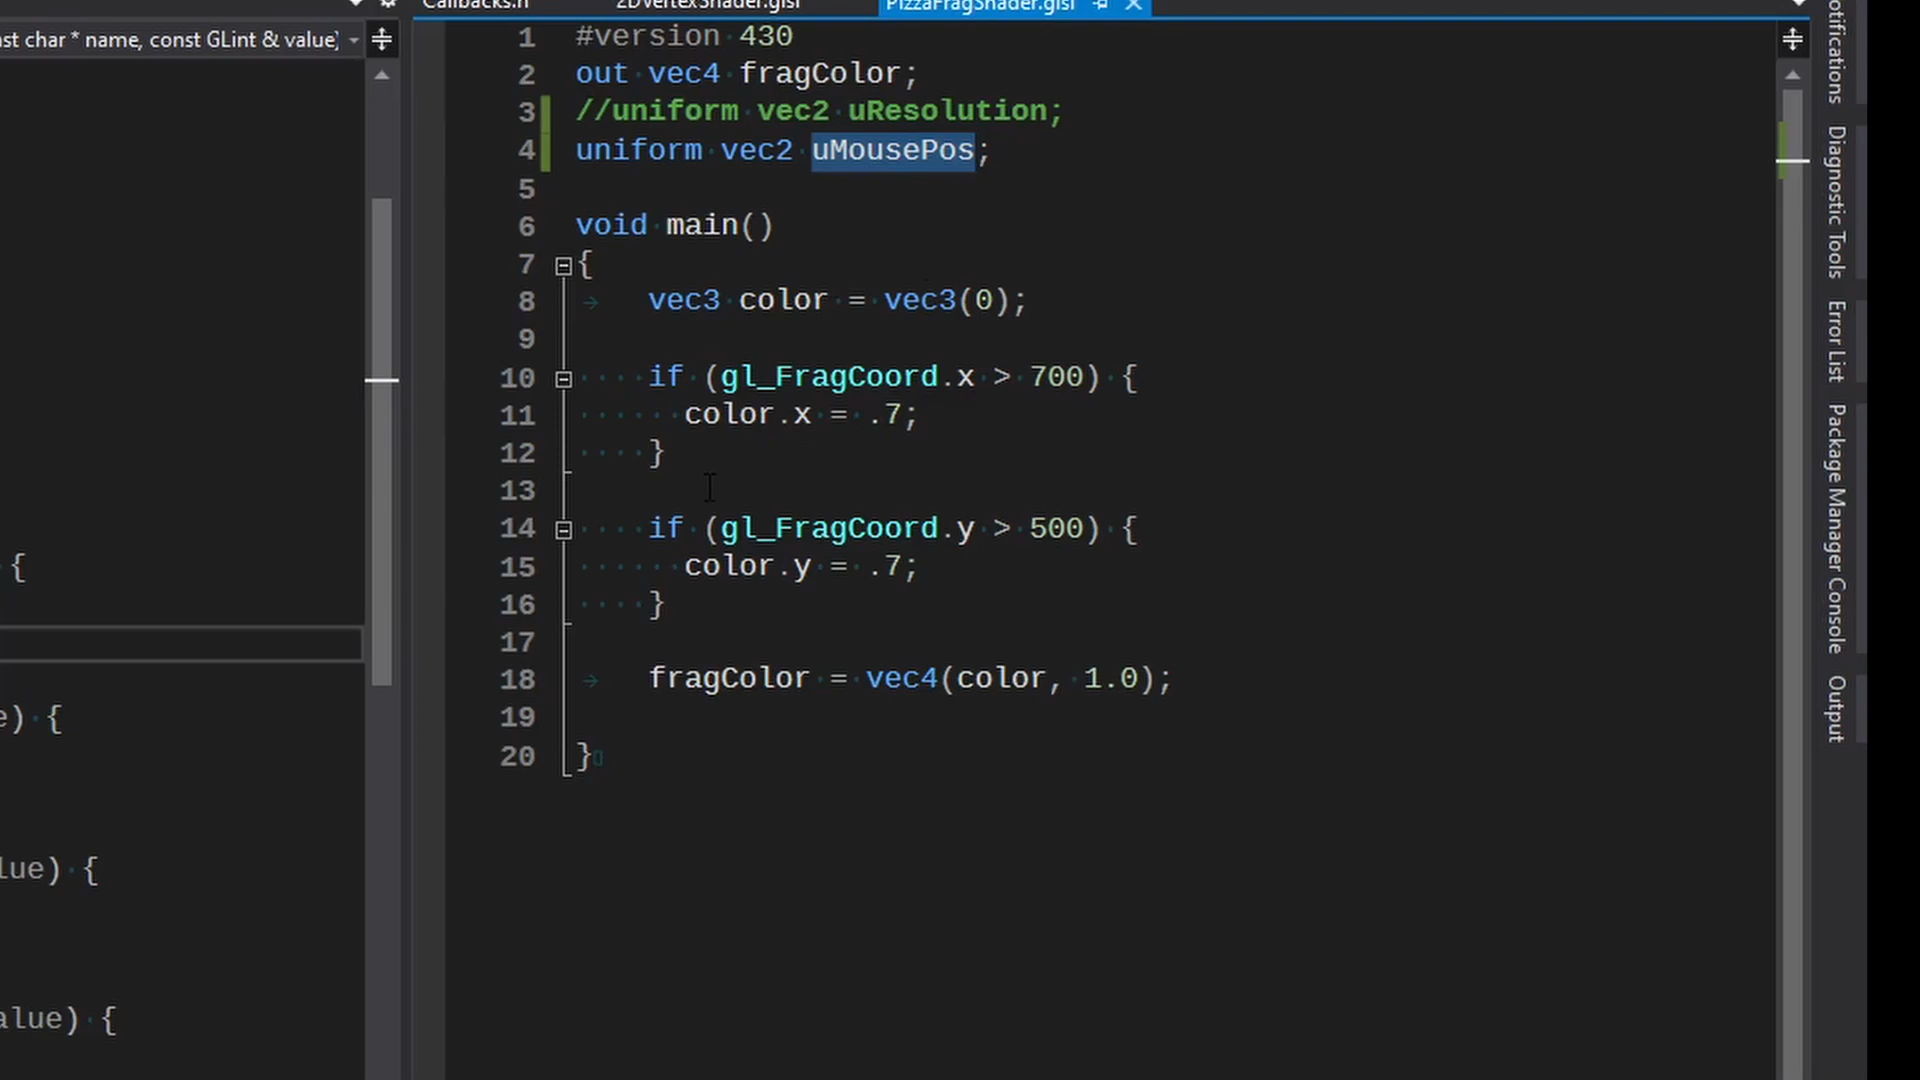 Callbacks.h 2DVertexShader.glsl PizzaFragShader.glsl
st char * name, const GLint & value)
{
e) {
lue) {
alue) {
1 #version 430
2 out vec4 fragColor;
3 //uniform vec2 uResolution;
4 uniform vec2 uMousePos;
5
6 void main()
7 {
8 vec3 color = vec3(0);
9
10 if (gl_FragCoord.x > 700) {
11 color.x = .7;
12 }
13
14 if (gl_FragCoord.y > 500) {
15 color.y = .7;
16 }
17
18 fragColor = vec4(color, 1.0);
19
20 }
otifications
Diagnostic Tools
Error List
Package Manager Console
Output